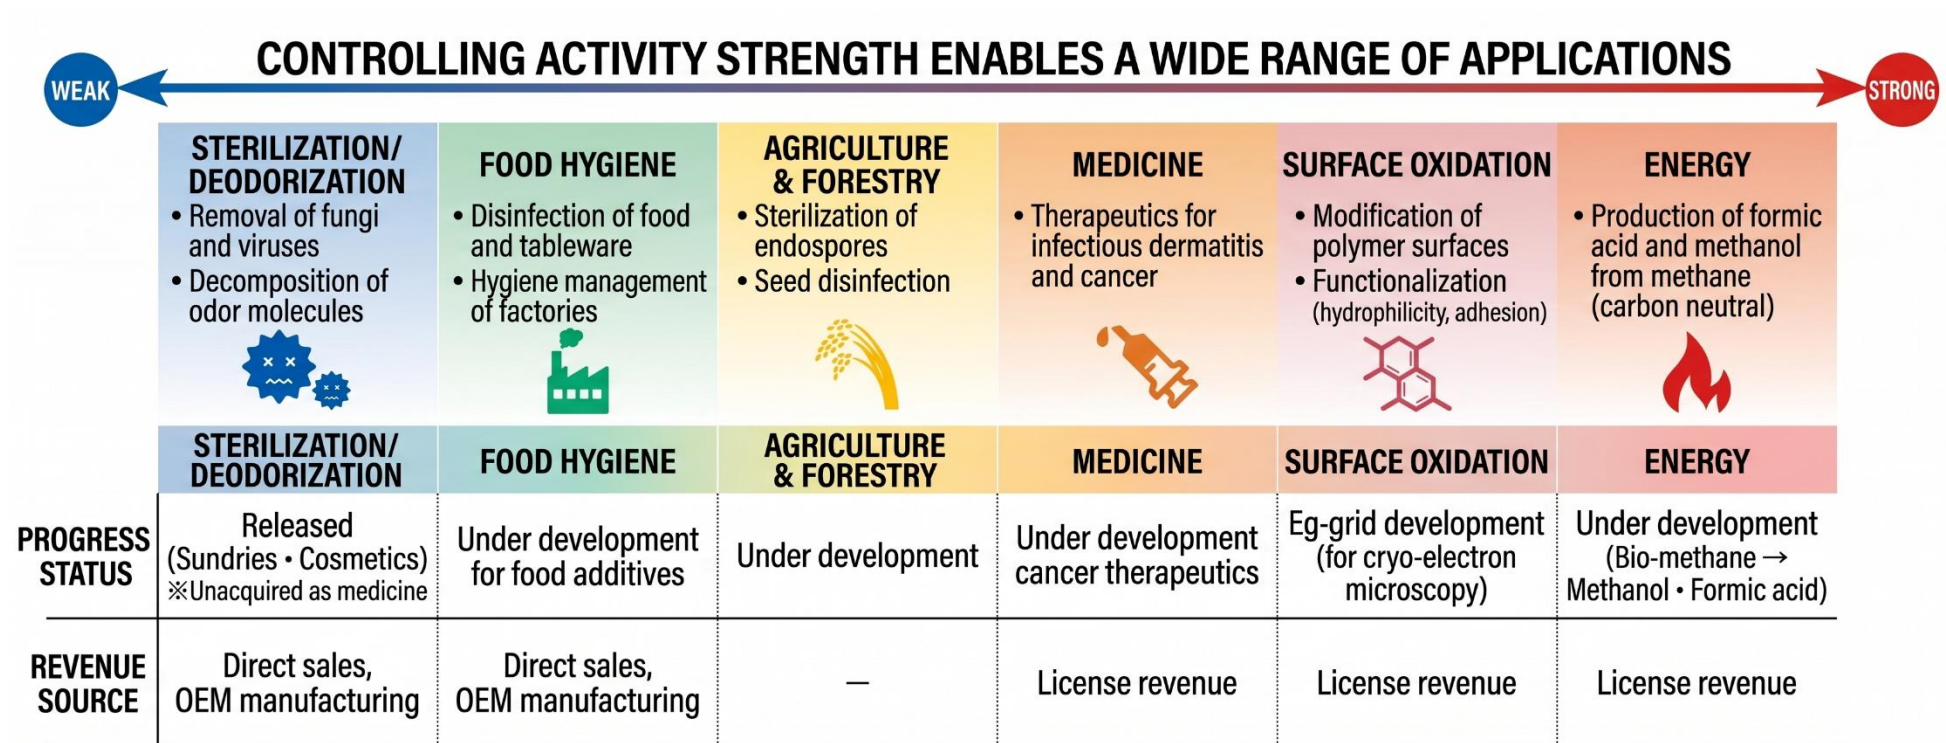 CONTROLLING ACTIVITY STRENGTH ENABLES A WIDE RANGE OF APPLICATIONS
WEAK
STRONG
STERILIZATION/
DEODORIZATION
• Removal of fungi
and viruses
• Decomposition of
odor molecules
FOOD HYGIENE
• Disinfection of food
and tableware
• Hygiene management
of factories
AGRICULTURE
& FORESTRY
• Sterilization of
endospores
• Seed disinfection
MEDICINE
• Therapeutics for
infectious dermatitis
and cancer
SURFACE OXIDATION
• Modification of
polymer surfaces
• Functionalization
(hydrophilicity, adhesion)
ENERGY
• Production of formic
acid and methanol
from methane
(carbon neutral)
STERILIZATION/
DEODORIZATION
FOOD HYGIENE
AGRICULTURE
& FORESTRY
MEDICINE
SURFACE OXIDATION
ENERGY
PROGRESS
STATUS
Released
(Sundries • Cosmetics)
※Unacquired as medicine
Under development
for food additives
Under development
Under development
cancer therapeutics
Eg-grid development
(for cryo-electron
microscopy)
Under development
(Bio-methane →
Methanol • Formic acid)
REVENUE
SOURCE
Direct sales,
OEM manufacturing
Direct sales,
OEM manufacturing
—
License revenue
License revenue
License revenue